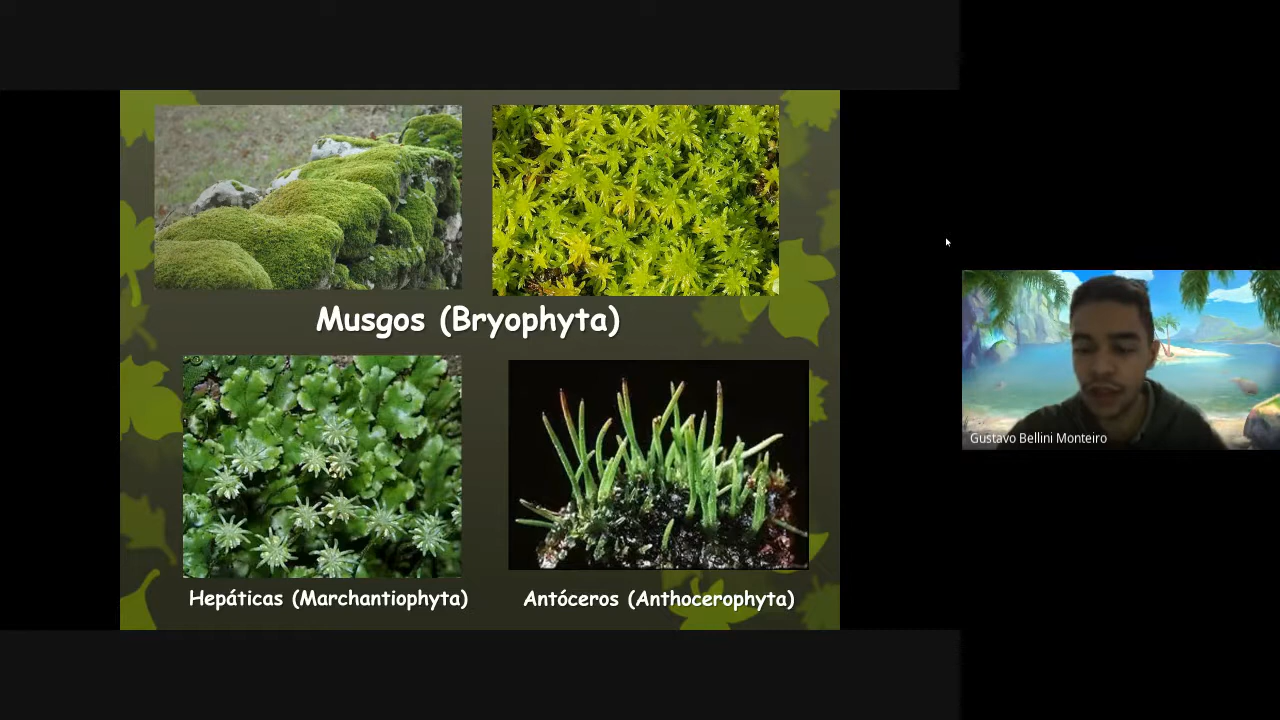 Musgos (Bryophyta)
Hepáticas (Marchantiophyta)
Antóceros (Anthocerophyta)
Gustavo Bellini Monteiro